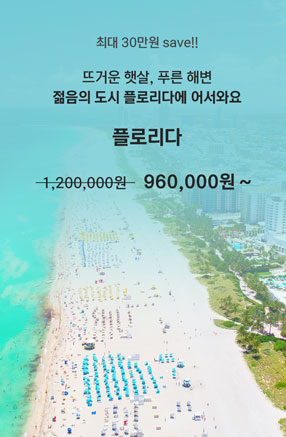 최대 30만원 save!!
뜨거운 햇살, 푸른 해변
젊음의 도시 플로리다에 어서와요
플로리다
1,200,000원 960,000원 ~